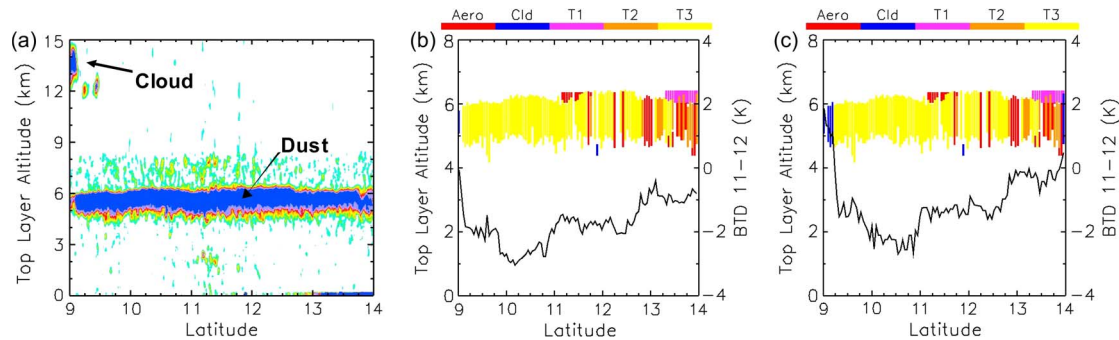 Aero Cld T1 T2 T3
Aero Cld T1 T2 T3
(a)
Cloud
Dust
Top Layer Altitude (km)
15
12
9
6
3
0
9 10 11 12 13 14
Latitude
(b)
Top Layer Altitude (km)
8
6
4
2
0
9 10 11 12 13 14
Latitude
4
2
0
−2
−4
BTD 11−12 (K)
(c)
Top Layer Altitude (km)
8
6
4
2
0
9 10 11 12 13 14
Latitude
4
2
0
−2
−4
BTD 11−12 (K)